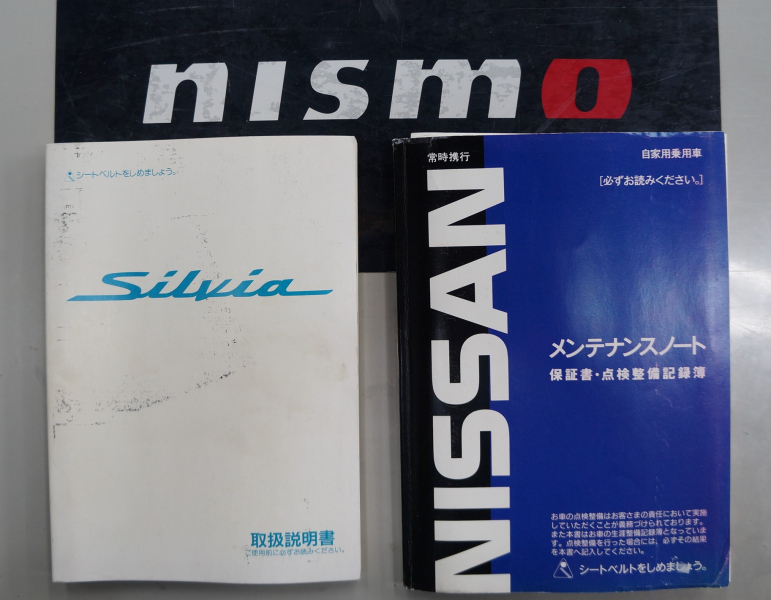 nismo
シートベルトをしめましょう。
Silvia
取扱説明書
ご使用前に必ずお読みください。
常時携行
自家用乗用車
[必ずお読みください。]
NISSAN
メンテナンスノート
保証書・点検整備記録簿
お車の点検整備はお客さまの責任において実施
していただくことが義務づけられております。
また本書はお車の生涯整備記録簿となっていま
す。点検整備を行った場合には、必ずその結果
を本書へ記入してください。
シートベルトをしめましょう。